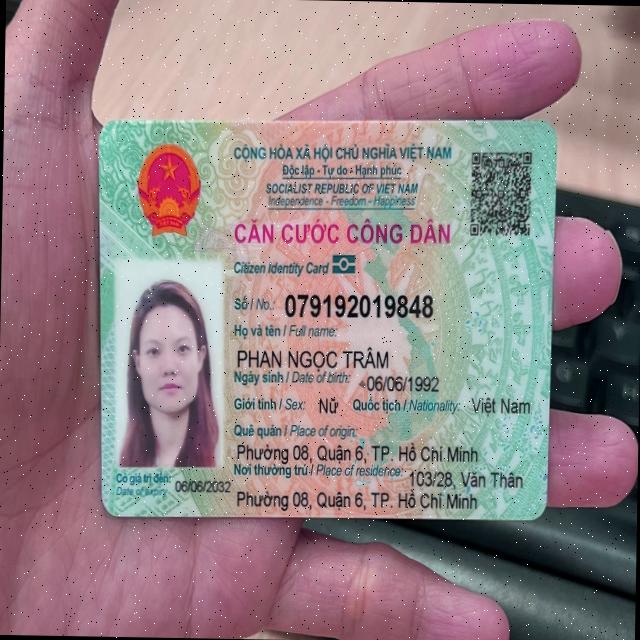 CỘNG HÒA XÃ HỘI CHỦ NGHĨA VIỆT NAM
Độc lập - Tự do - Hạnh phúc
SOCIALIST REPUBLIC OF VIET NAM
Independence - Freedom - Happiness
CĂN CƯỚC CÔNG DÂN
Citizen Identity Card
Số / No.: 079192019848
Họ và tên / Full name:
PHAN NGỌC TRÂM
Ngày sinh / Date of birth: 06/06/1992
Giới tính / Sex: Nữ Quốc tịch / Nationality: Việt Nam
Quê quán / Place of origin:
Phường 08, Quận 6, TP. Hồ Chí Minh
Nơi thường trú / Place of residence: 103/28, Văn Thân
Phường 08, Quận 6, TP. Hồ Chí Minh
Có giá trị đến: 06/06/2032
Date of expiry: